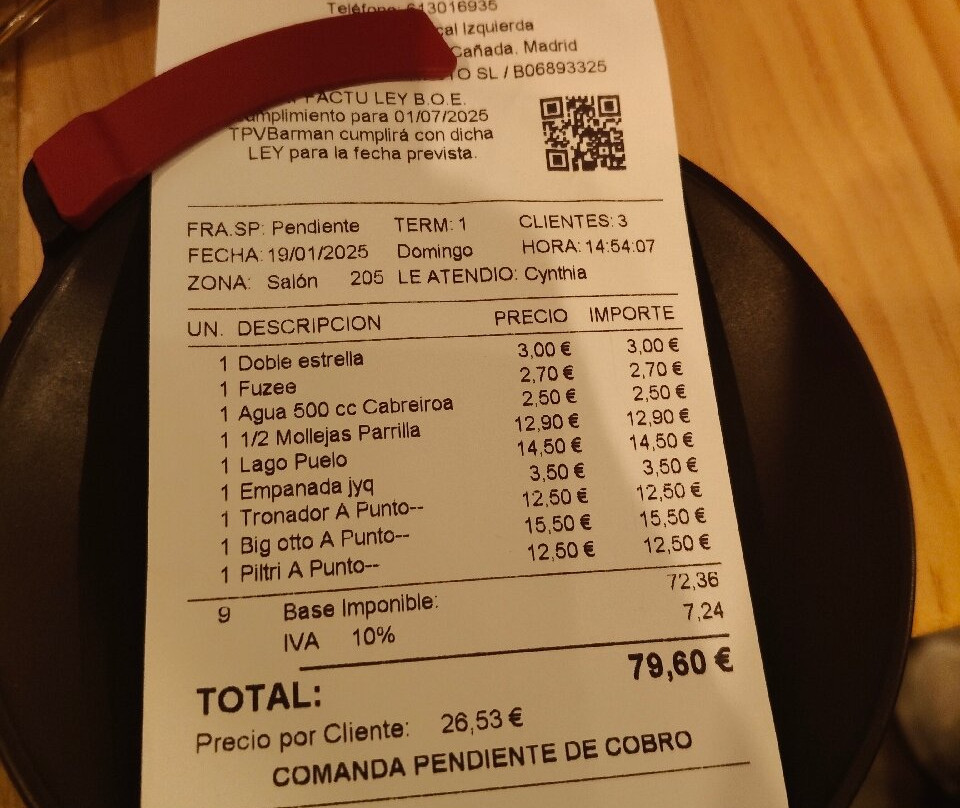 Teléfono: 613016935
cal Izquierda
Cañada. Madrid
TO SL / B06893325
FACTU LEY B.O.E.
umplimiento para 01/07/2025
TPVBarman cumplirá con dicha
LEY para la fecha prevista.
FRA.SP: Pendiente TERM: 1 CLIENTES: 3
FECHA: 19/01/2025 Domingo HORA: 14:54:07
ZONA: Salón 205 LE ATENDIO: Cynthia
UN. DESCRIPCION PRECIO IMPORTE
1 Doble estrella 3,00 € 3,00 €
1 Fuzee 2,70 € 2,70 €
1 Agua 500 cc Cabreiroa 2,50 € 2,50 €
1 1/2 Mollejas Parrilla 12,90 € 12,90 €
1 Lago Puelo 14,50 € 14,50 €
1 Empanada jyq 3,50 € 3,50 €
1 Tronador A Punto-- 12,50 € 12,50 €
1 Big otto A Punto-- 15,50 € 15,50 €
1 Piltri A Punto-- 12,50 € 12,50 €
9 Base Imponible: 72,36
IVA 10% 7,24
TOTAL: 79,60 €
Precio por Cliente: 26,53 €
COMANDA PENDIENTE DE COBRO